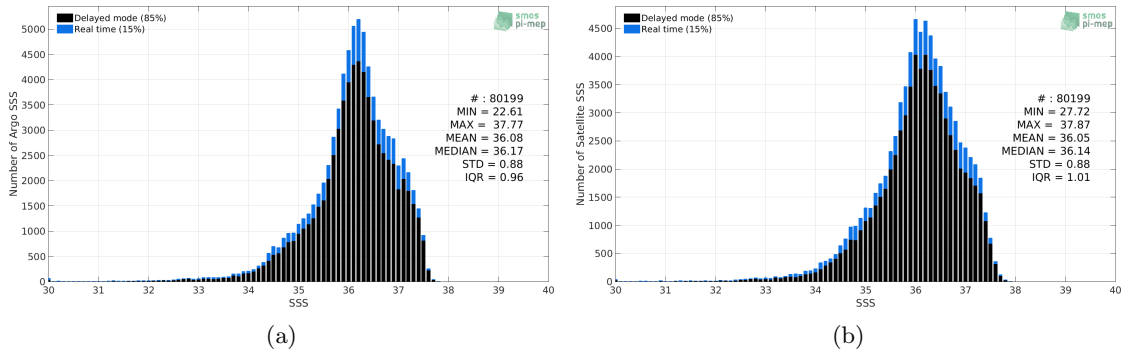 Delayed mode (85%)
Real time (15%)
smos
pi-mep
5000
4500
4000
3500
3000
2500
2000
1500
1000
500
0
Number of Argo SSS
# : 80199
MIN = 22.61
MAX = 37.77
MEAN = 36.08
MEDIAN = 36.17
STD = 0.88
IQR = 0.96
30 31 32 33 34 35 36 37 38 39 40
SSS
(a)
Delayed mode (85%)
Real time (15%)
smos
pi-mep
4500
4000
3500
3000
2500
2000
1500
1000
500
0
Number of Satellite SSS
# : 80199
MIN = 27.72
MAX = 37.87
MEAN = 36.05
MEDIAN = 36.14
STD = 0.88
IQR = 1.01
30 31 32 33 34 35 36 37 38 39 40
SSS
(b)